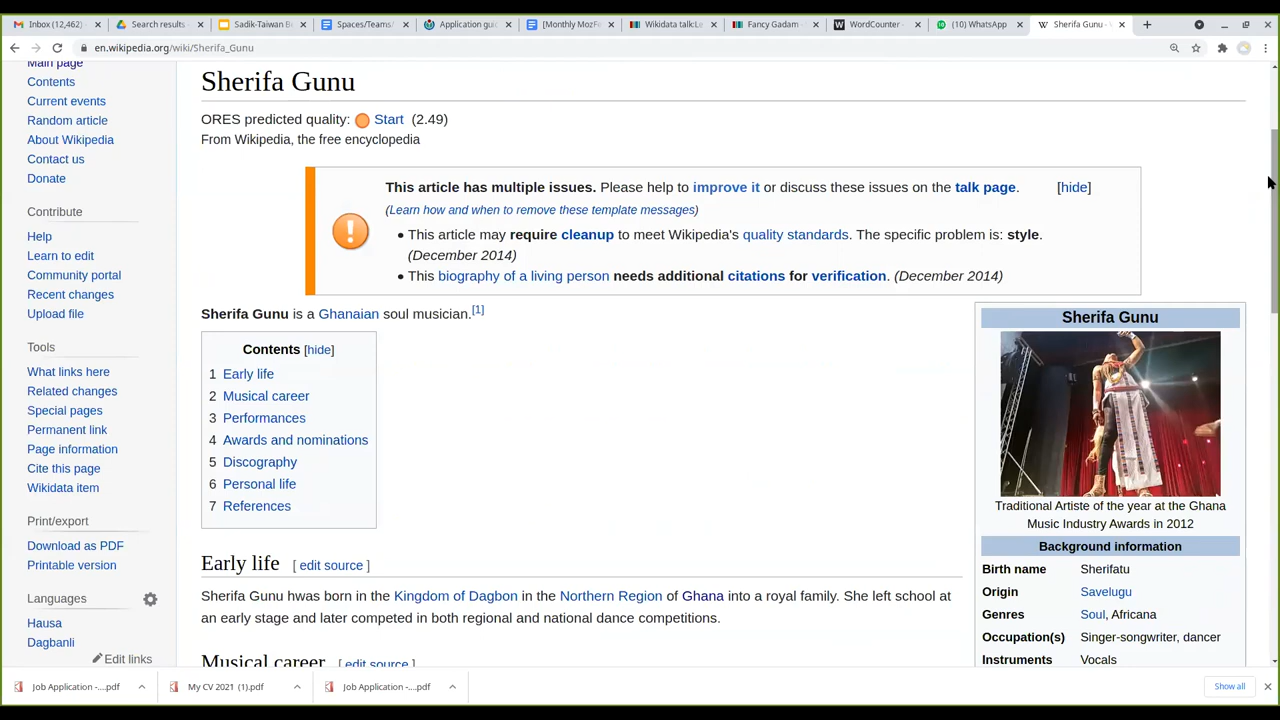 Inbox (12,462)
Search results
Sadik-Taiwan B
Spaces/Teams/
Application gui
[Monthly MozFe
Wikidata talk:Le
Fancy Gadam -
WordCounter -
(10) WhatsApp
Sherifa Gunu -
en.wikipedia.org/wiki/Sherifa_Gunu
Main page
Contents
Current events
Random article
About Wikipedia
Contact us
Donate
Contribute
Help
Learn to edit
Community portal
Recent changes
Upload file
Tools
What links here
Related changes
Special pages
Permanent link
Page information
Cite this page
Wikidata item
Print/export
Download as PDF
Printable version
Languages
Hausa
Dagbanli
Edit links
Sherifa Gunu
ORES predicted quality: Start (2.49)
From Wikipedia, the free encyclopedia
This article has multiple issues. Please help to improve it or discuss these issues on the talk page. [hide]
(Learn how and when to remove these template messages)
• This article may require cleanup to meet Wikipedia's quality standards. The specific problem is: style.
(December 2014)
• This biography of a living person needs additional citations for verification. (December 2014)
Sherifa Gunu is a Ghanaian soul musician.[1]
Contents [hide]
1 Early life
2 Musical career
3 Performances
4 Awards and nominations
5 Discography
6 Personal life
7 References
Early life [ edit source ]
Sherifa Gunu hwas born in the Kingdom of Dagbon in the Northern Region of Ghana into a royal family. She left school at
an early stage and later competed in both regional and national dance competitions.
Musical career [ edit source ]
Sherifa Gunu
Traditional Artiste of the year at the Ghana
Music Industry Awards in 2012
Background information
Birth name Sherifatu
Origin Savelugu
Genres Soul, Africana
Occupation(s) Singer-songwriter, dancer
Instruments Vocals
Job Application -....pdf
My CV 2021 (1).pdf
Job Application -....pdf
Show all